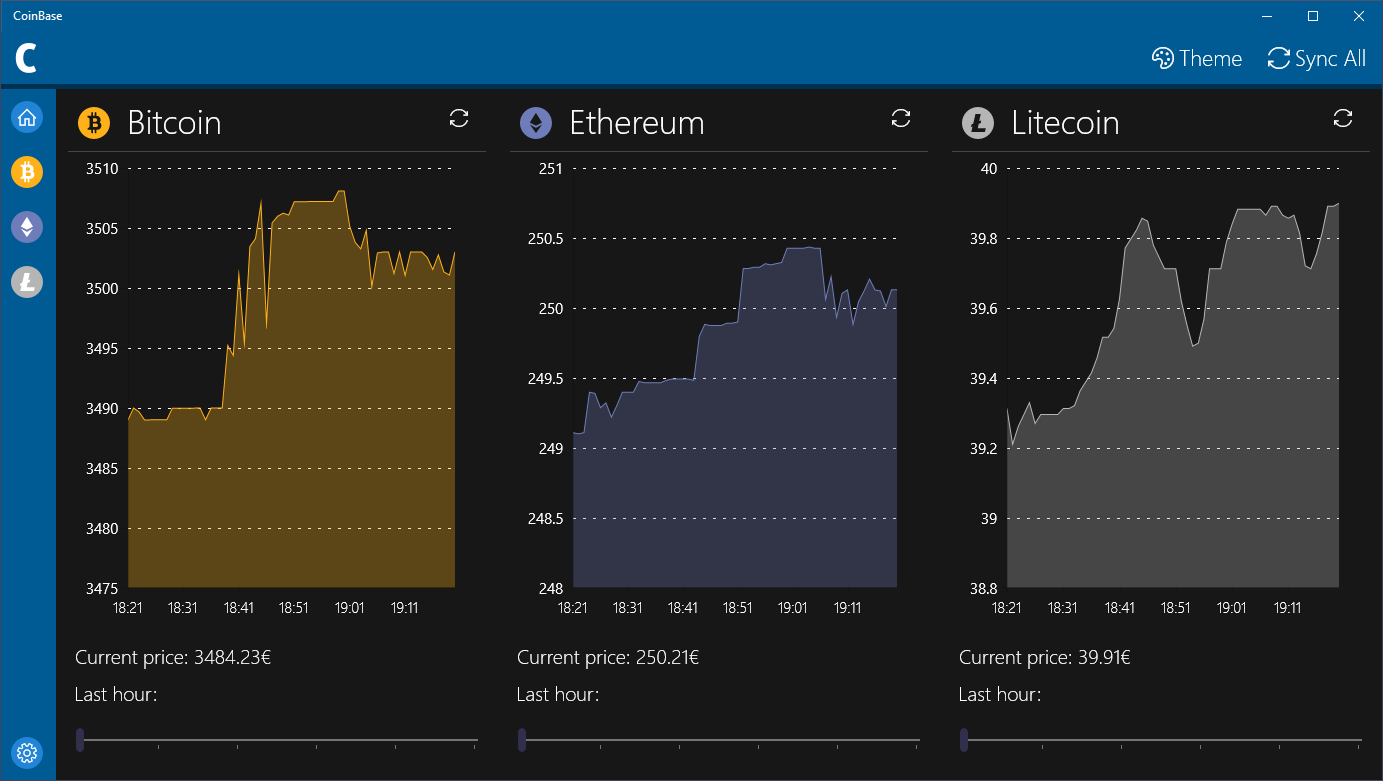 CoinBase
C
Theme
Sync All
Bitcoin
3510
3505
3500
3495
3490
3485
3480
3475
18:21 18:31 18:41 18:51 19:01 19:11
Current price: 3484.23€
Last hour:
Ethereum
251
250.5
250
249.5
249
248.5
248
18:21 18:31 18:41 18:51 19:01 19:11
Current price: 250.21€
Last hour:
Litecoin
40
39.8
39.6
39.4
39.2
39
38.8
18:21 18:31 18:41 18:51 19:01 19:11
Current price: 39.91€
Last hour: